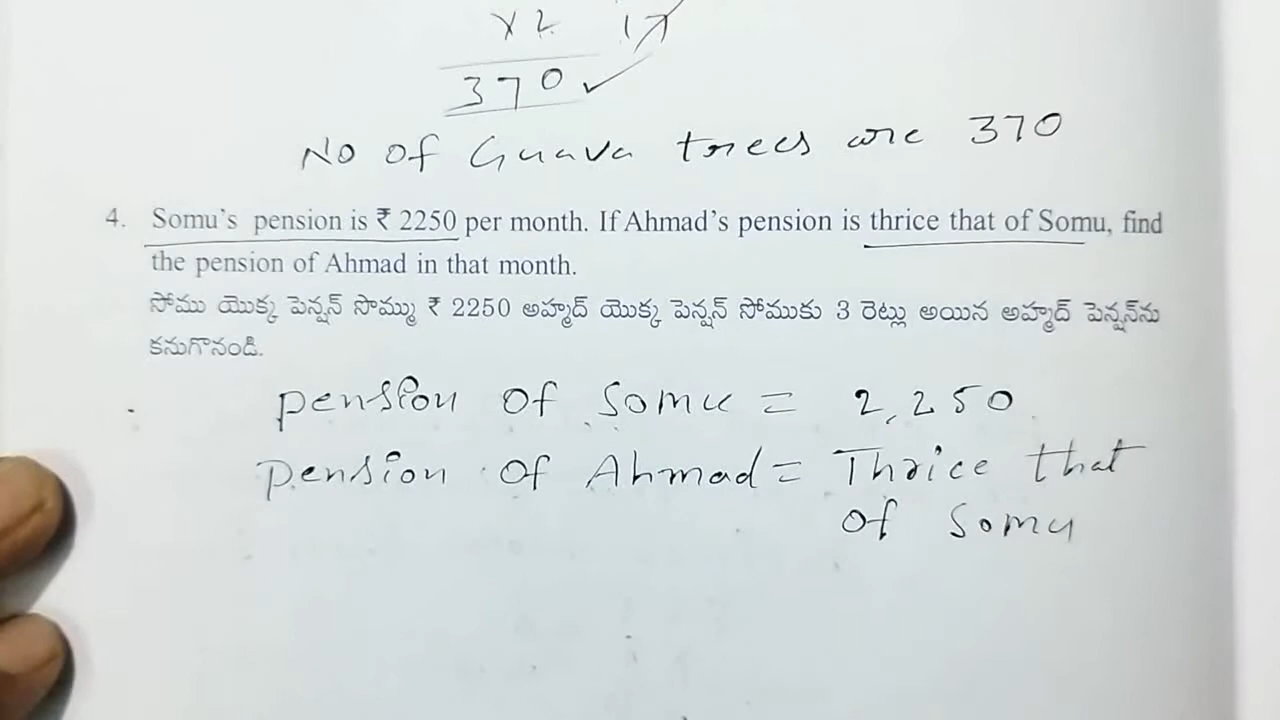 x2 1x
370 ✓
No of Guava trees are 370
4. Somu's pension is ₹ 2250 per month. If Ahmad's pension is thrice that of Somu, find
the pension of Ahmad in that month.
సోము యొక్క పెన్షన్ సొమ్ము ₹ 2250 అహ్మద్ యొక్క పెన్షన్ సోముకు 3 రెట్లు అయిన అహ్మద్ పెన్షన్‌ను
కనుగొనండి.
pension of Somu = 2,250
pension of Ahmad = Thrice that
of Somu